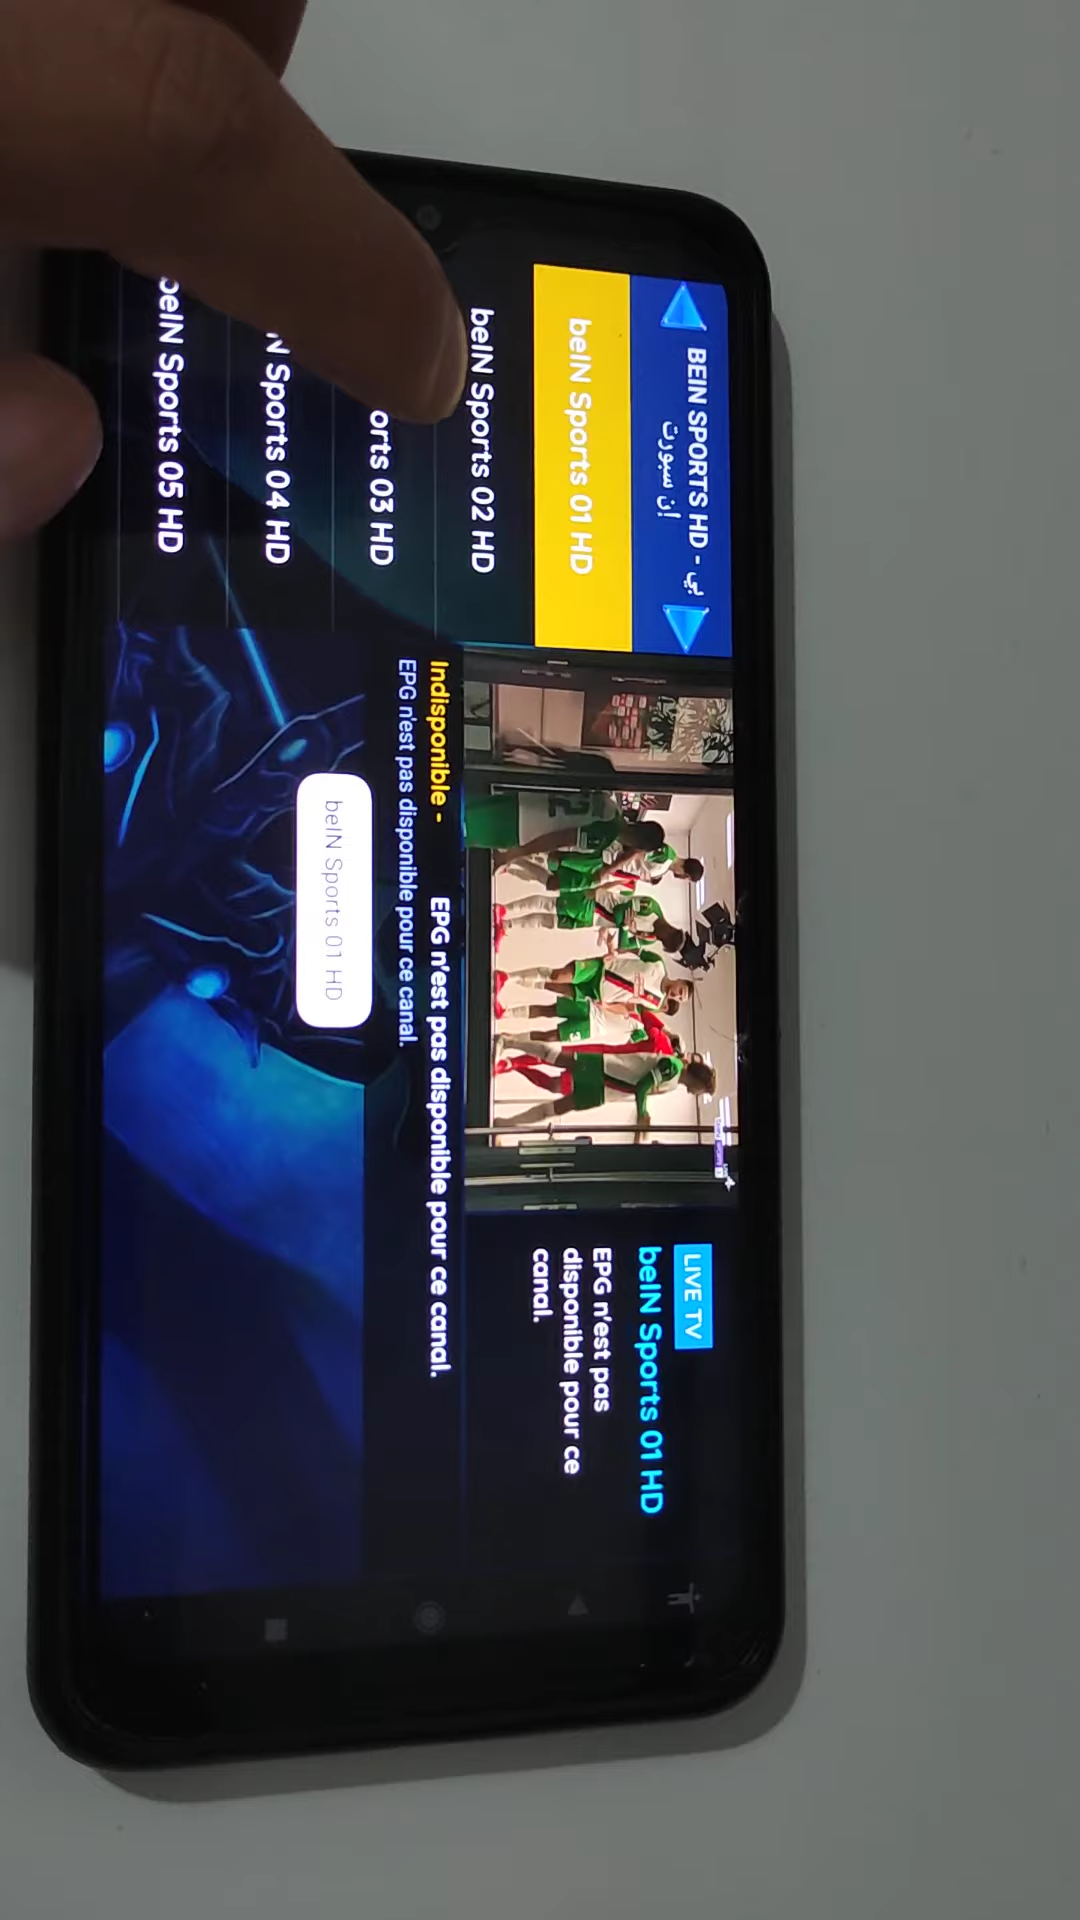 BEIN SPORTS HD - بي
إن سبورت
beIN Sports 01 HD
beIN Sports 02 HD
orts 03 HD
N Sports 04 HD
beIN Sports 05 HD
LIVE TV
beIN Sports 01 HD
EPG n'est pas
disponible pour ce
canal.
Indisponible - EPG n'est pas disponible pour ce canal.
EPG n'est pas disponible pour ce canal.
beIN Sports 01 HD